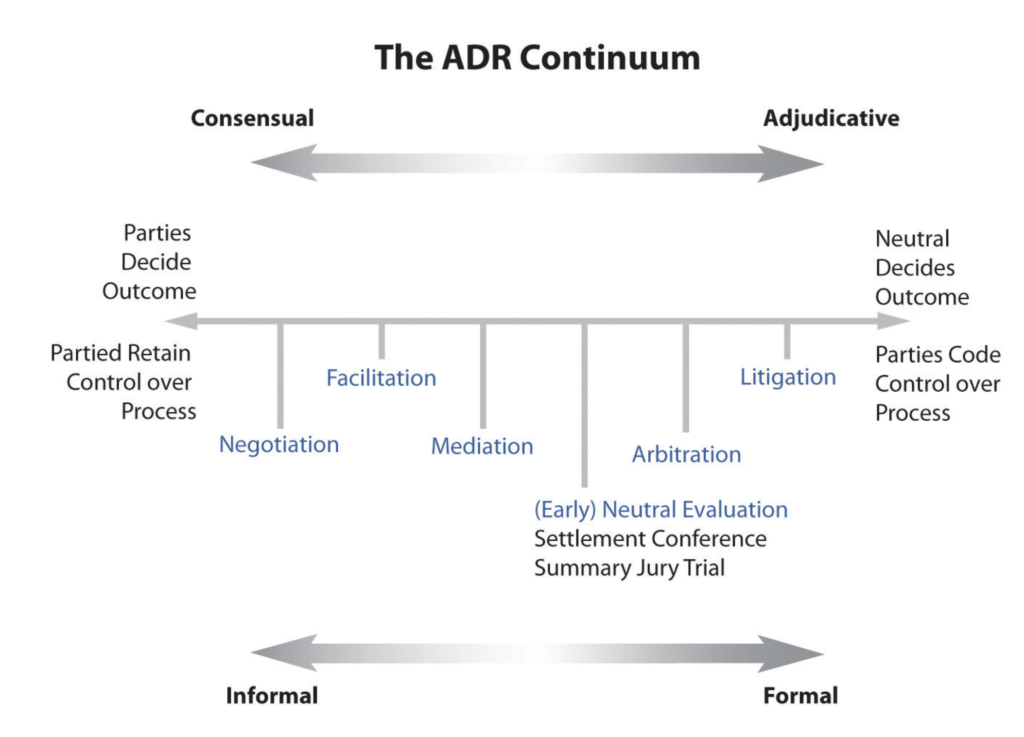 The ADR Continuum
Consensual
Adjudicative
Parties
Decide
Outcome
Neutral
Decides
Outcome
Partied Retain
Control over
Process
Parties Code
Control over
Process
Negotiation
Facilitation
Mediation
(Early) Neutral Evaluation
Settlement Conference
Summary Jury Trial
Arbitration
Litigation
Informal
Formal